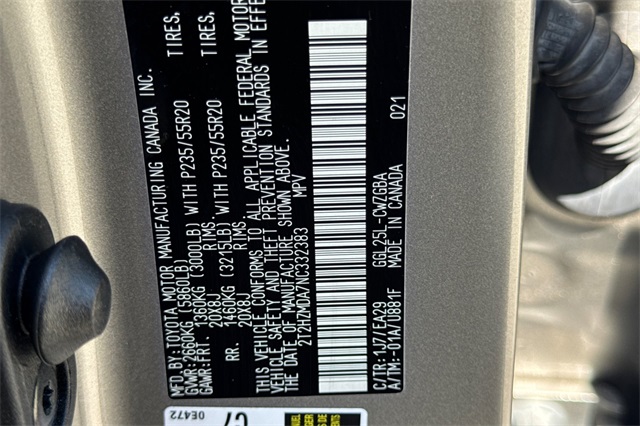 MFD.BY:TOYOTA MOTOR MANUFACTURING CANADA INC.
GVWR:2660KG (5860LB)
GAWR:FRT. 1360KG (3000LB) WITH P235/55R20 TIRES,
20X8J RIMS,
RR. 1460KG (3215LB) WITH P235/55R20 TIRES,
20X8J RIMS,
THIS VEHICLE CONFORMS TO ALL APPLICABLE FEDERAL MOTOR
VEHICLE SAFETY AND THEFT PREVENTION STANDARDS IN EFFE
ON THE DATE OF MANUFACTURE SHOWN ABOVE.
2T2HZMDA7NC332383 MPV
C/TR:1J7/EA29 GGL25L-CWZGBA
A/TM:-01A/U881F MADE IN CANADA 021
0E472